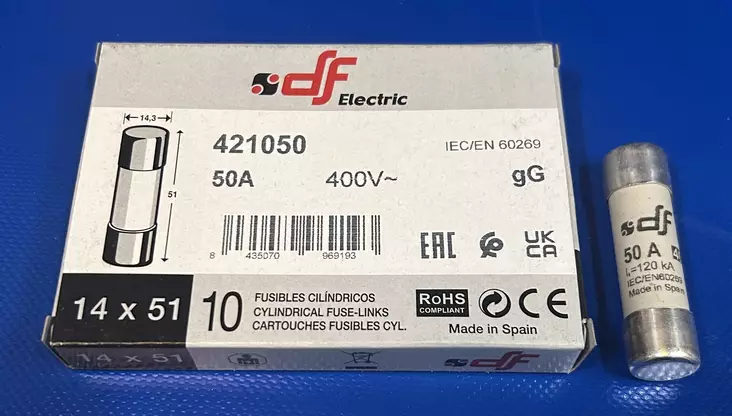 df
Electric
14,3
51
421050
IEC/EN 60269
50A
400V~
gG
8 435070 969193
EAC
UK
CA
14 x 51
10
FUSIBLES CILÍNDRICOS
CYLINDRICAL FUSE-LINKS
CARTOUCHES FUSIBLES CYL.
RoHS
COMPLIANT
CE
Made in Spain
14 x 51
df
df
50 A
I₁=120 kA
IEC/EN60269
Made in Spain